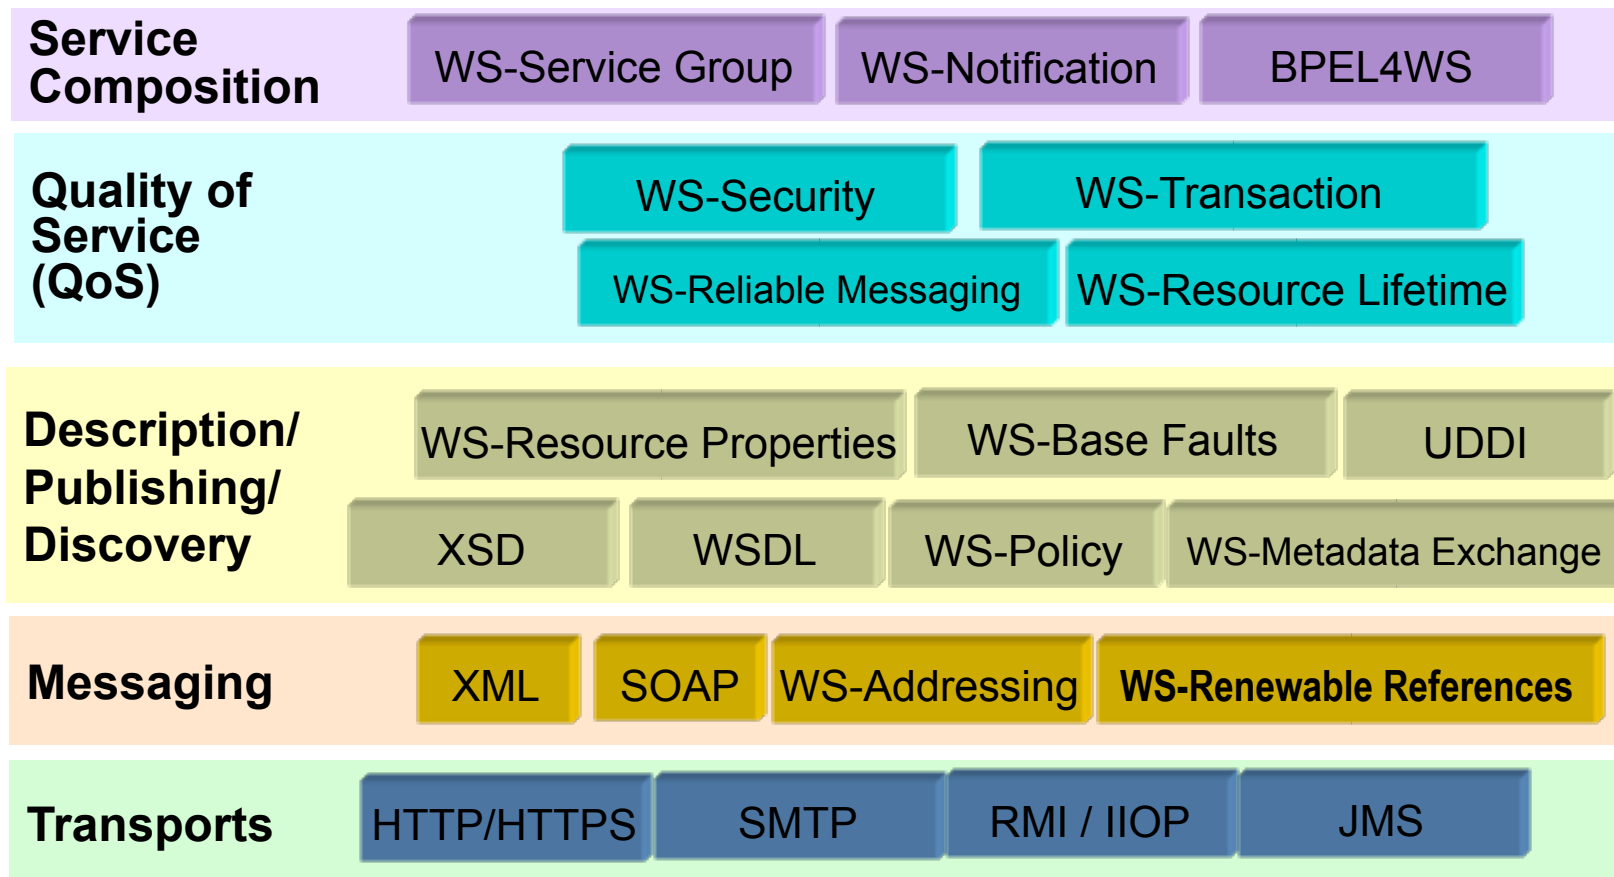 Service
Composition
WS-Service Group
WS-Notification
BPEL4WS
Quality of
Service
(QoS)
WS-Security
WS-Transaction
WS-Reliable Messaging
WS-Resource Lifetime
Description/
Publishing/
Discovery
WS-Resource Properties
WS-Base Faults
UDDI
XSD
WSDL
WS-Policy
WS-Metadata Exchange
Messaging
XML
SOAP
WS-Addressing
WS-Renewable References
Transports
HTTP/HTTPS
SMTP
RMI / IIOP
JMS